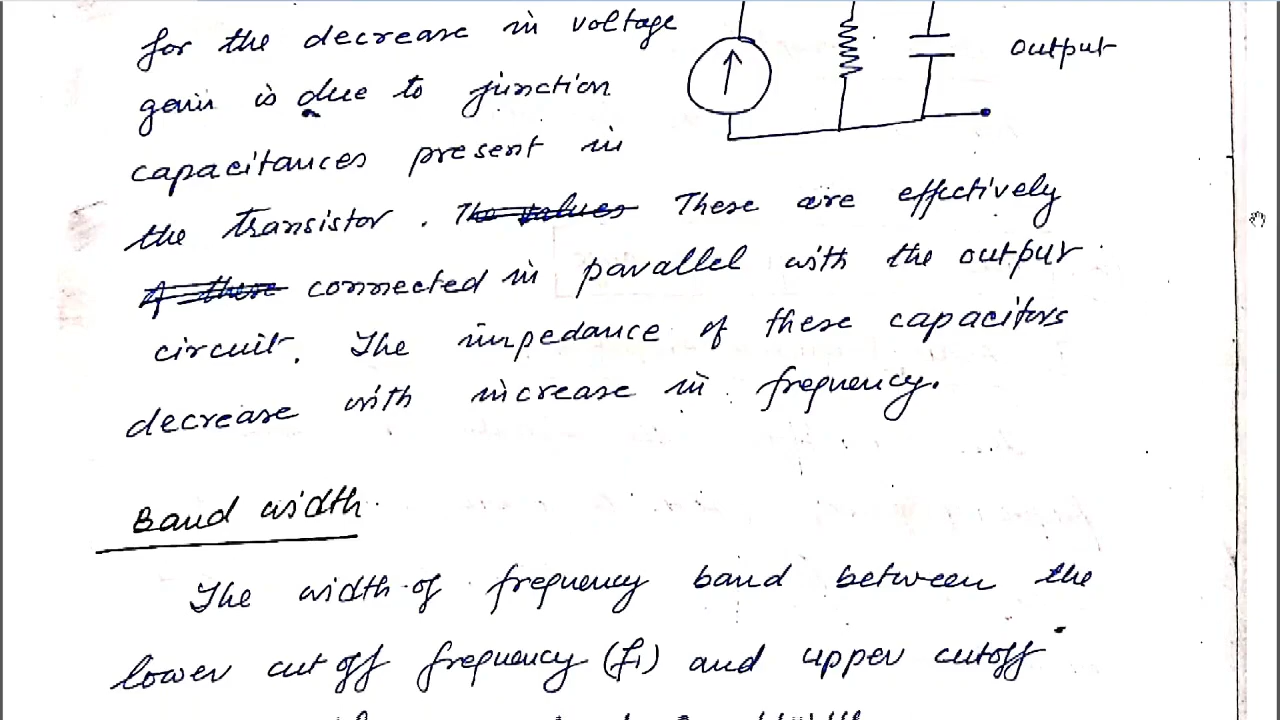 for the decrease in voltage
output
gain is due to junction
capacitances present in
the transistor. The values These are effectively
connected in parallel with the output
circuit. The impedance of these capacitors
decrease with increase in frequency.
Band width.
The width of frequency band between the
lower cut off frequency (f1) and upper cutoff